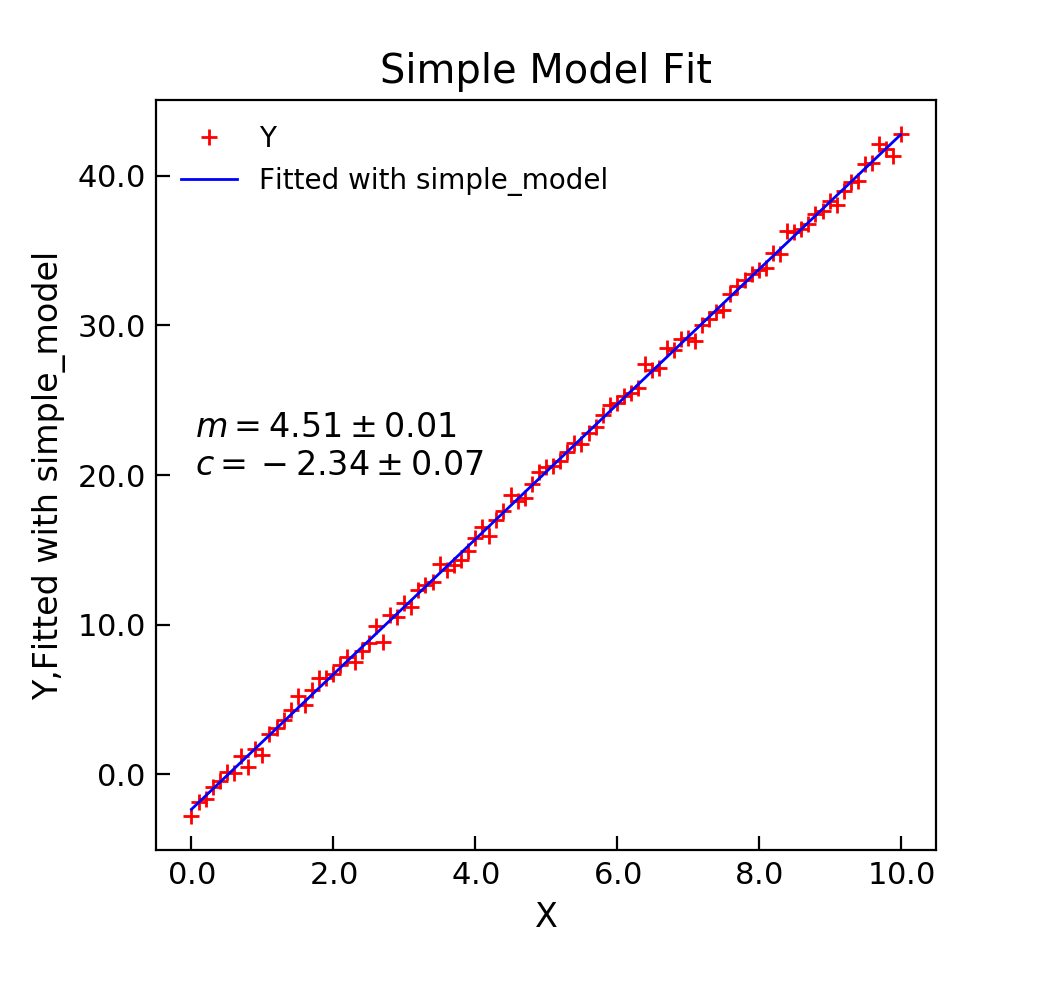 Simple Model Fit
Y
Fitted with simple_model
40.0
30.0
20.0
10.0
0.0
Y,Fitted with simple_model
m = 4.51 ± 0.01
c = − 2.34 ± 0.07
0.0 2.0 4.0 6.0 8.0 10.0
X